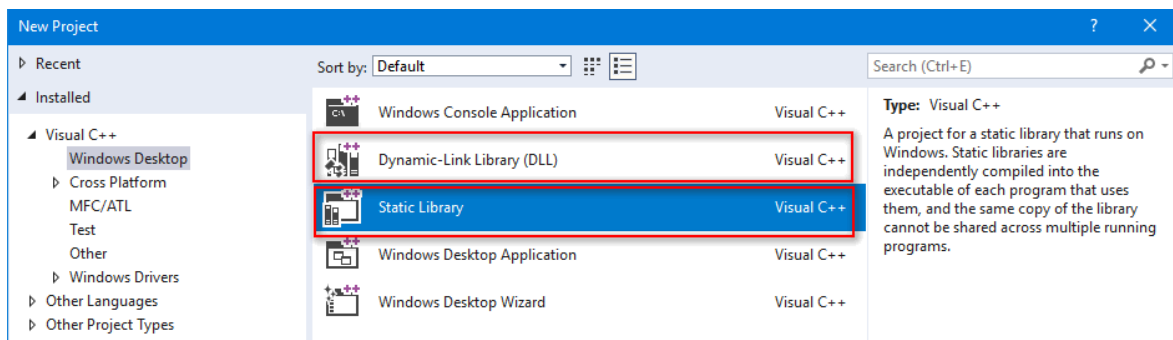 New Project
?
Recent
Installed
Visual C++
Windows Desktop
Cross Platform
MFC/ATL
Test
Other
Windows Drivers
Other Languages
Other Project Types
Sort by: Default
Windows Console Application Visual C++
Dynamic-Link Library (DLL) Visual C++
Static Library Visual C++
Windows Desktop Application Visual C++
Windows Desktop Wizard Visual C++
Search (Ctrl+E)
Type: Visual C++
A project for a static library that runs on
Windows. Static libraries are
independently compiled into the
executable of each program that uses
them, and the same copy of the library
cannot be shared across multiple running
programs.